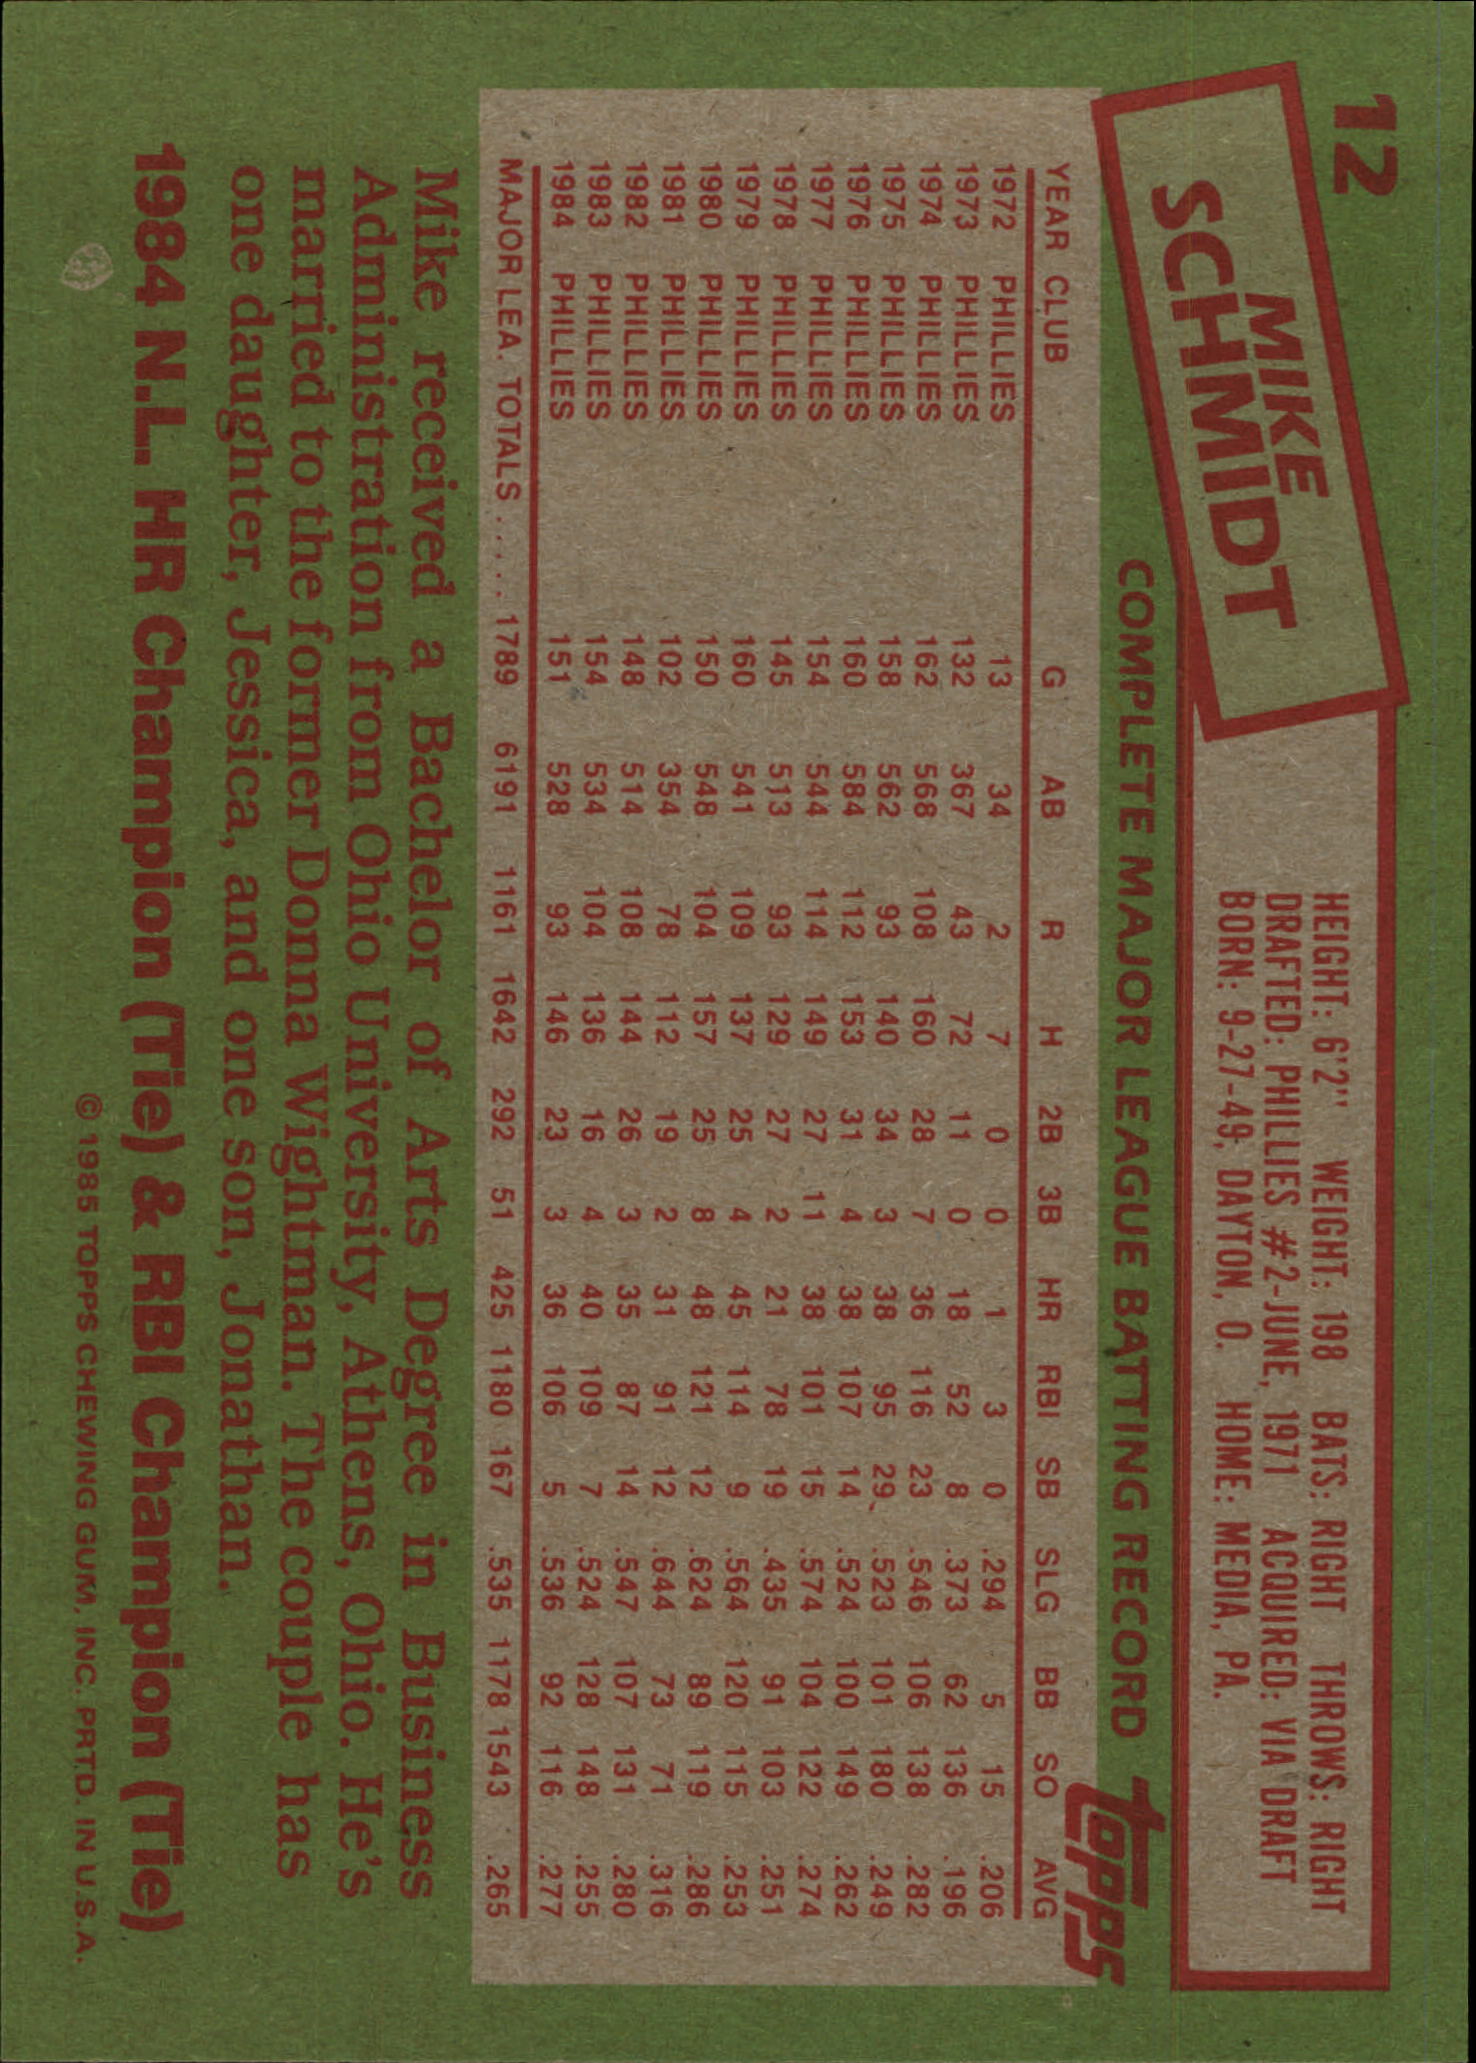 12
MIKE
SCHMIDT
HEIGHT: 6'2" WEIGHT: 198 BATS: RIGHT THROWS: RIGHT
DRAFTED: PHILLIES #2-JUNE, 1971 ACQUIRED: VIA DRAFT
BORN: 9-27-49, DAYTON, O. HOME: MEDIA, PA.
COMPLETE MAJOR LEAGUE BATTING RECORD
topps
YEAR CLUB G AB R H 2B 3B HR RBI SB SLG BB SO AVG
1972 PHILLIES 13 34 2 7 0 0 1 3 0 .294 5 15 .206
1973 PHILLIES 132 367 43 72 11 0 18 52 8 .373 62 136 .196
1974 PHILLIES 162 568 108 160 28 7 36 116 23 .546 106 138 .282
1975 PHILLIES 158 562 93 140 34 3 38 95 29 .523 101 180 .249
1976 PHILLIES 160 584 112 153 31 4 38 107 14 .524 100 149 .262
1977 PHILLIES 154 544 114 149 27 11 38 101 15 .574 104 122 .274
1978 PHILLIES 145 513 93 129 27 2 21 78 19 .435 91 103 .251
1979 PHILLIES 160 541 109 137 25 4 45 114 9 .564 120 115 .253
1980 PHILLIES 150 548 104 157 25 8 48 121 12 .624 89 119 .286
1981 PHILLIES 102 354 78 112 19 2 31 91 12 .644 73 71 .316
1982 PHILLIES 148 514 108 144 26 3 35 87 14 .547 107 131 .280
1983 PHILLIES 154 534 104 136 16 4 40 109 7 .524 128 148 .255
1984 PHILLIES 151 528 93 146 23 3 36 106 5 .536 92 116 .277
MAJOR LEA. TOTALS . . . . 1789 6191 1161 1642 292 51 425 1180 167 .535 1178 1543 .265
Mike received a Bachelor of Arts Degree in Business
Administration from Ohio University, Athens, Ohio. He's
married to the former Donna Wightman. The couple has
one daughter, Jessica, and one son, Jonathan.
1984 N.L. HR Champion (Tie) & RBI Champion (Tie)
© 1985 TOPPS CHEWING GUM, INC. PRTD. IN U.S.A.